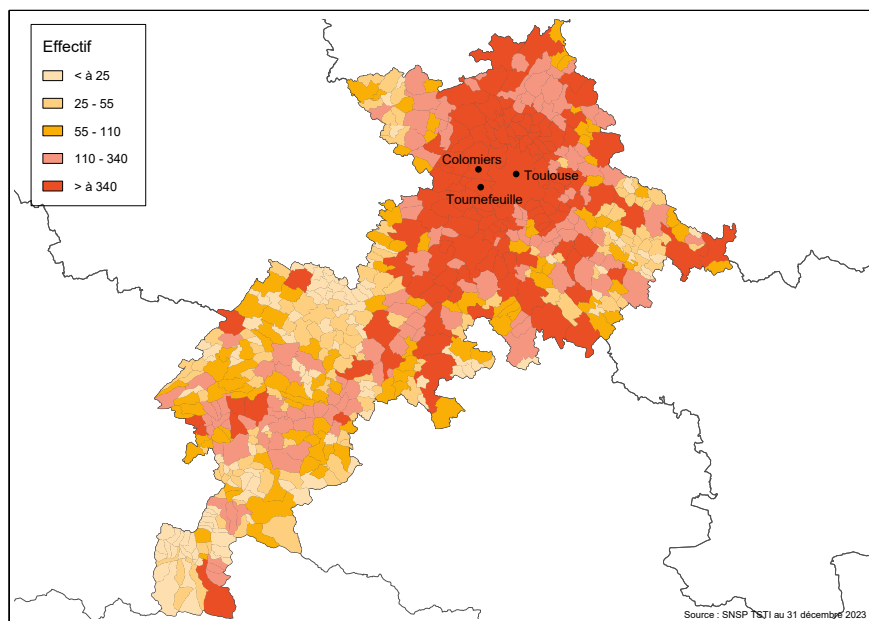 Effectif
< à 25
25 - 55
55 - 110
110 - 340
> à 340
Colomiers
Toulouse
Tournefeuille
Source : SNSP TSTI au 31 décembre 2023